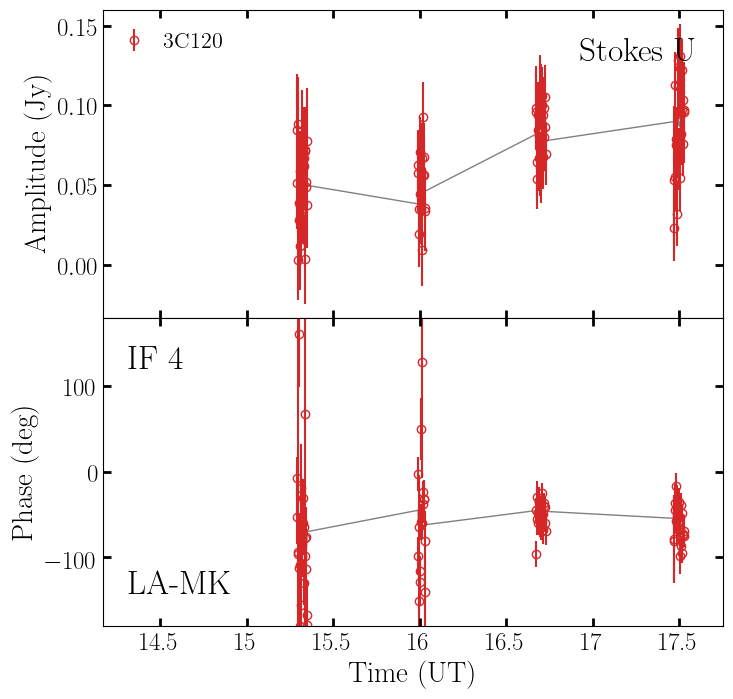 3C120
Stokes U
0.15
0.10
0.05
0.00
Amplitude (Jy)
IF 4
LA-MK
100
0
−100
Phase (deg)
14.5 15 15.5 16 16.5 17 17.5
Time (UT)